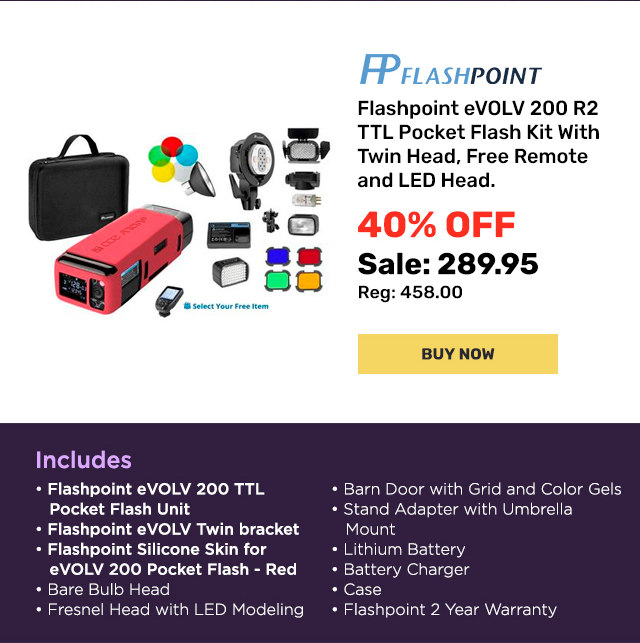 FP FLASHPOINT
Flashpoint eVOLV 200 R2
TTL Pocket Flash Kit With
Twin Head, Free Remote
and LED Head.
40% OFF
Sale: 289.95
Reg: 458.00
Select Your Free Item
BUY NOW
Includes
• Flashpoint eVOLV 200 TTL
Pocket Flash Unit
• Flashpoint eVOLV Twin bracket
• Flashpoint Silicone Skin for
eVOLV 200 Pocket Flash - Red
• Bare Bulb Head
• Fresnel Head with LED Modeling
• Barn Door with Grid and Color Gels
• Stand Adapter with Umbrella
Mount
• Lithium Battery
• Battery Charger
• Case
• Flashpoint 2 Year Warranty